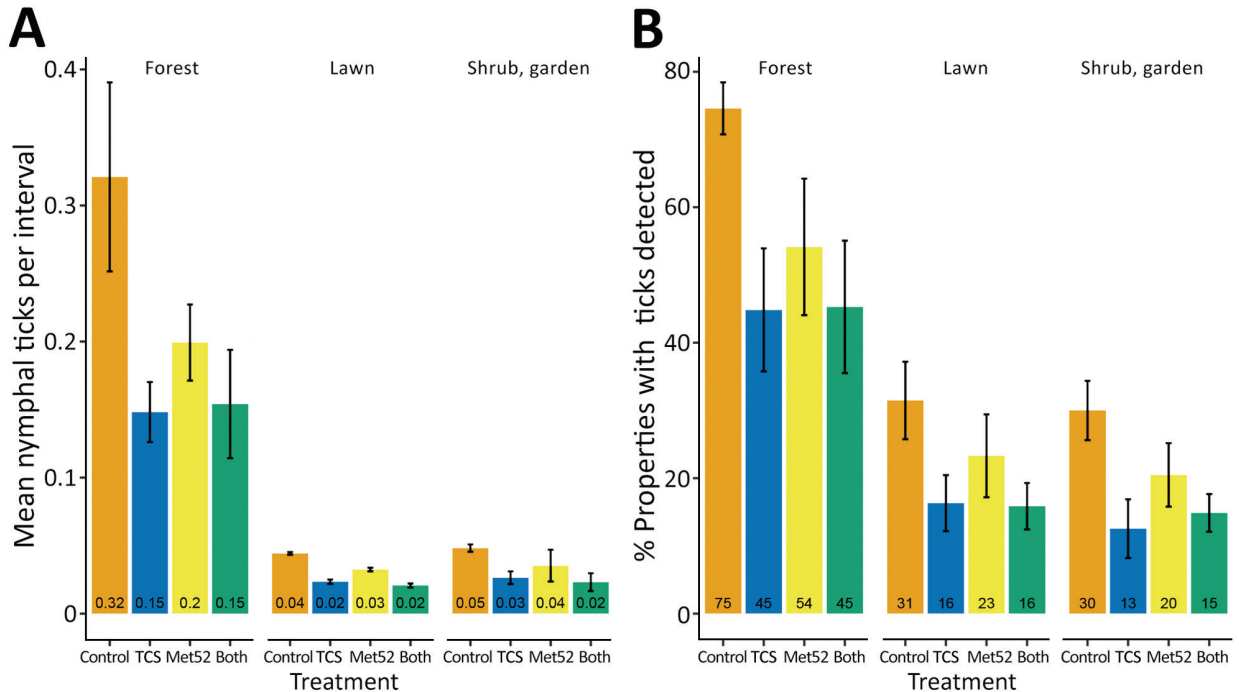 A
Mean nymphal ticks per interval
0.4
0.3
0.2
0.1
0
Forest Lawn Shrub, garden
0.32 0.15 0.2 0.15 0.04 0.02 0.03 0.02 0.05 0.03 0.04 0.02
Control TCS Met52 Both Control TCS Met52 Both Control TCS Met52 Both
Treatment
B
% Properties with ticks detected
80
60
40
20
0
Forest Lawn Shrub, garden
75 45 54 45 31 16 23 16 30 13 20 15
Control TCS Met52 Both Control TCS Met52 Both Control TCS Met52 Both
Treatment